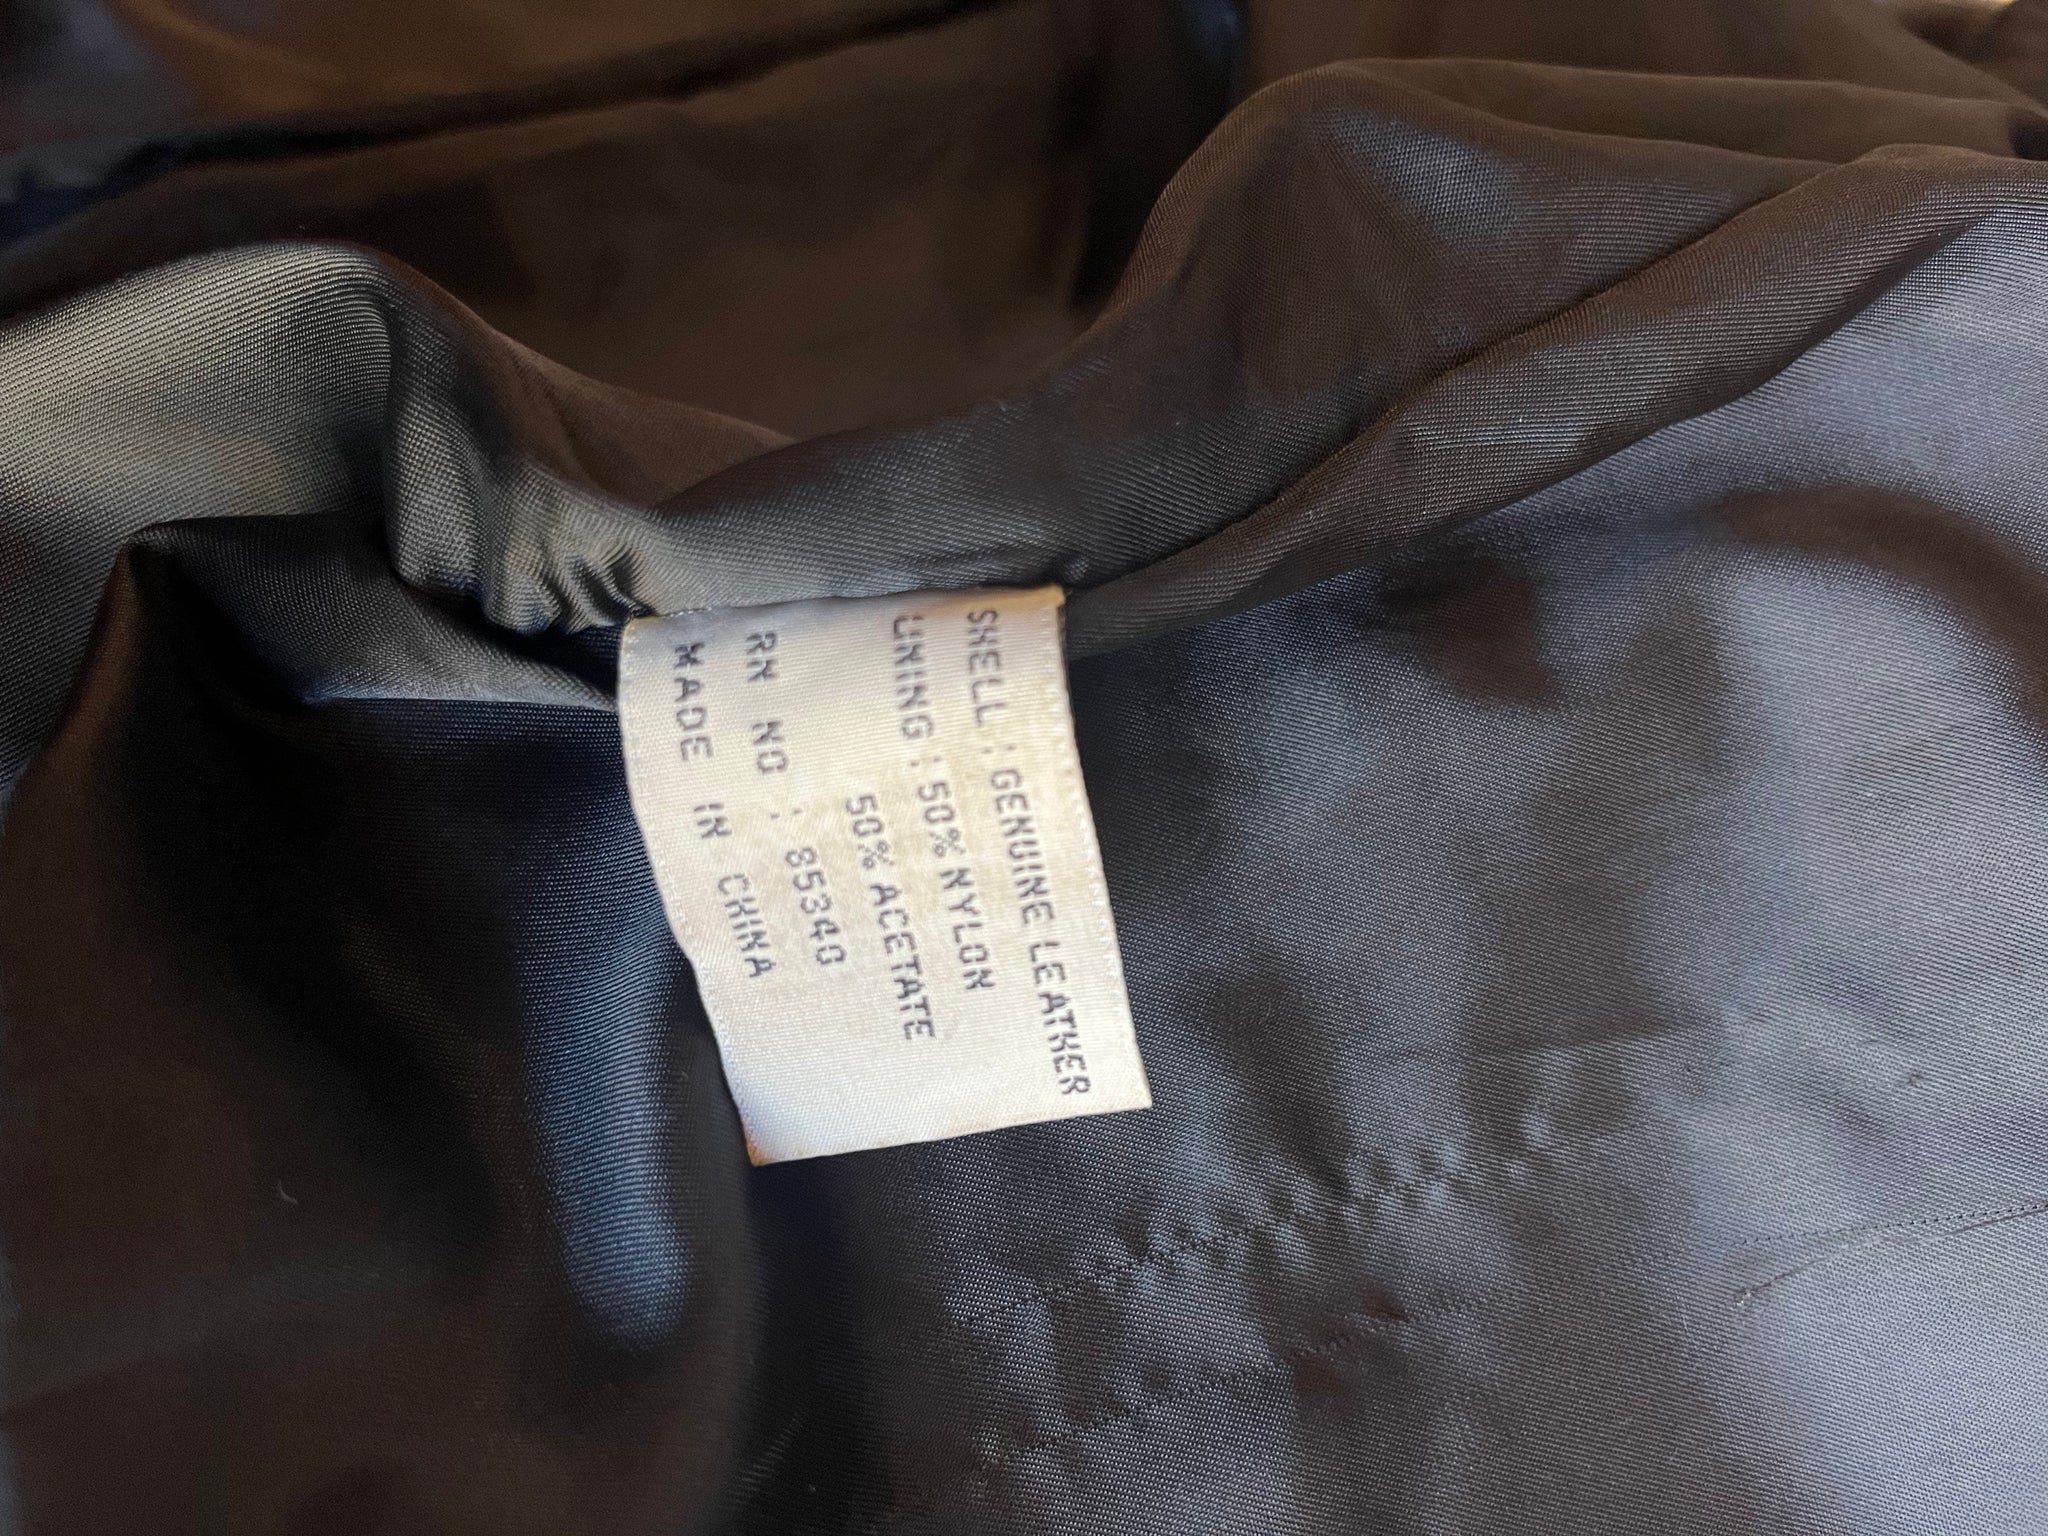 SHELL : GENUINE LEATHER
LINING : 50% NYLON
50% ACETATE
RN NO : 85340
MADE IN CHINA